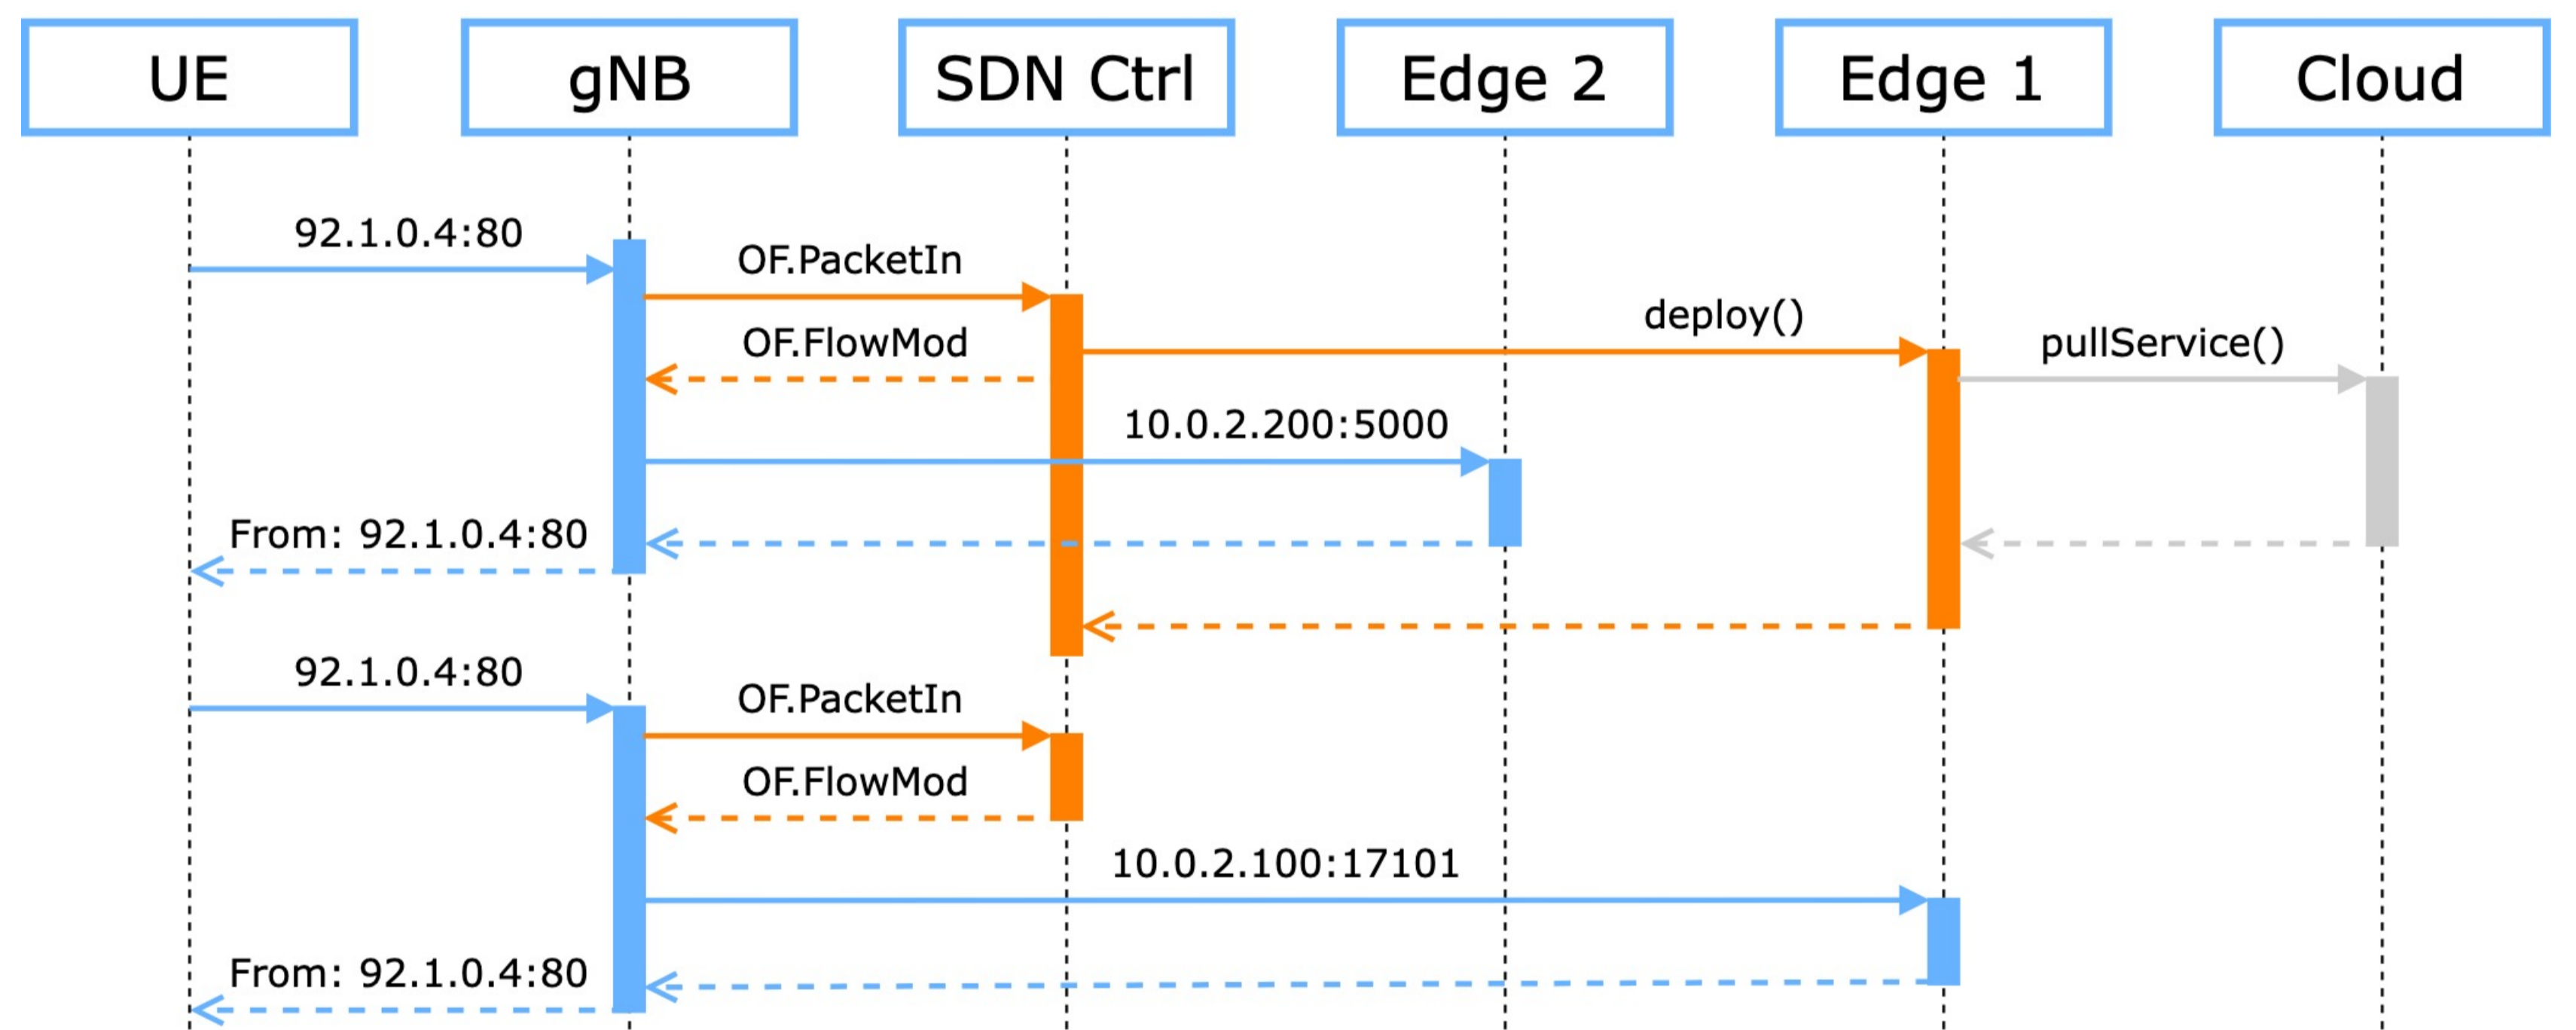 UE
gNB
SDN Ctrl
Edge 2
Edge 1
Cloud
92.1.0.4:80
OF.PacketIn
deploy()
OF.FlowMod
pullService()
10.0.2.200:5000
From: 92.1.0.4:80
92.1.0.4:80
OF.PacketIn
OF.FlowMod
10.0.2.100:17101
From: 92.1.0.4:80